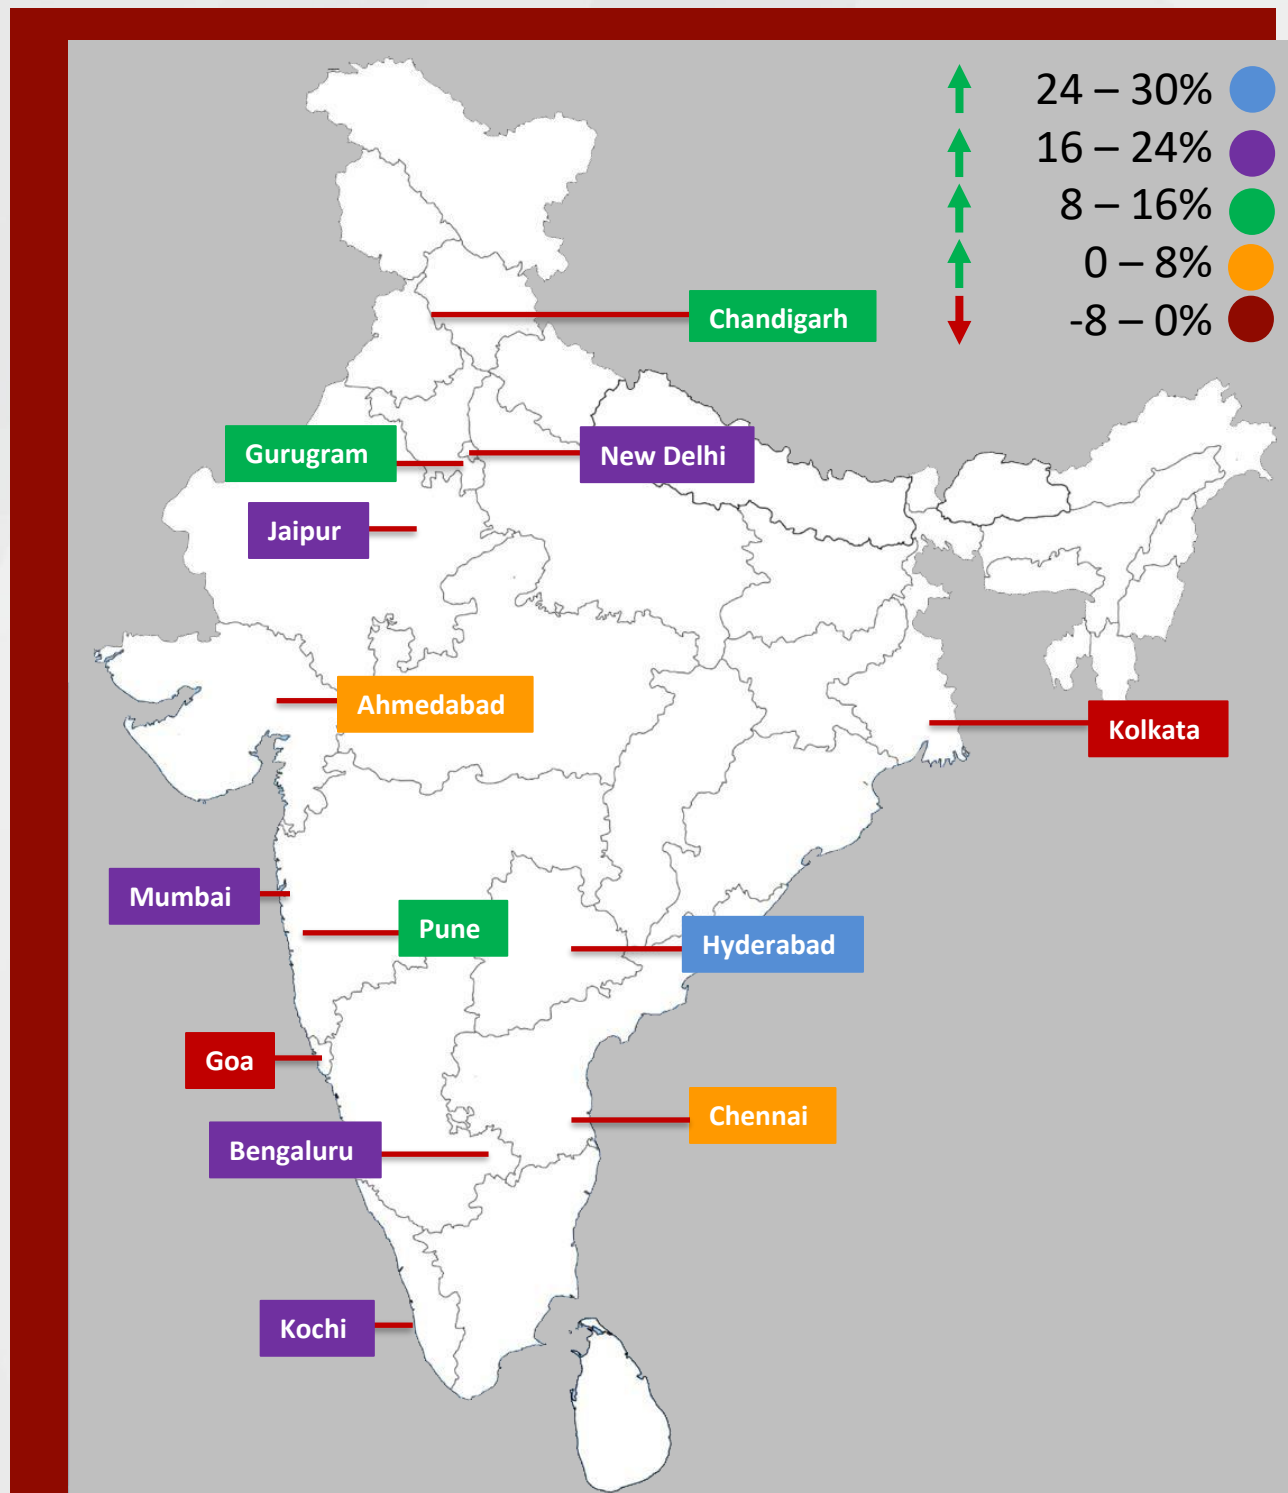 24 – 30%
16 – 24%
8 – 16%
0 – 8%
-8 – 0%
Chandigarh
Gurugram
New Delhi
Jaipur
Ahmedabad
Kolkata
Mumbai
Pune
Hyderabad
Goa
Chennai
Bengaluru
Kochi